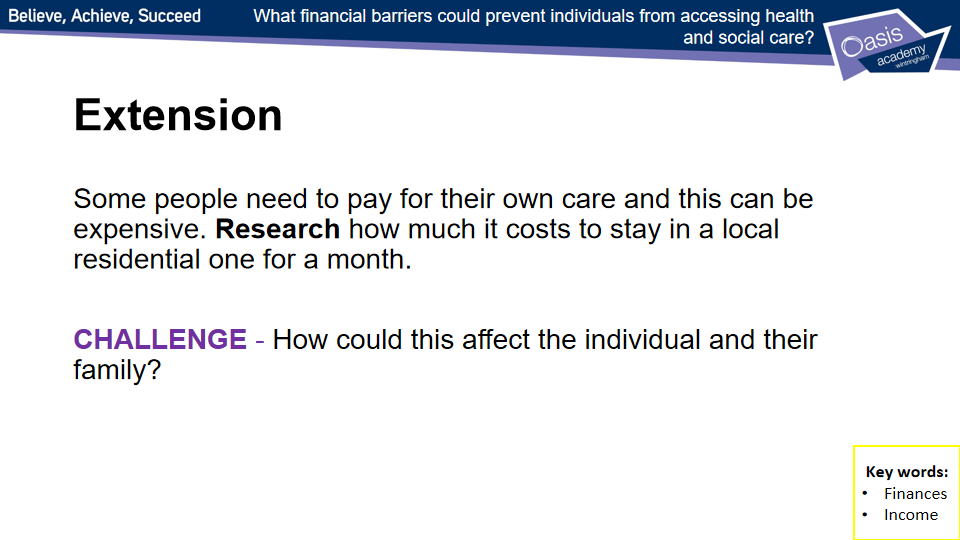 Believe, Achieve, Succeed
What financial barriers could prevent individuals from accessing health
and social care?
Oasis
academy
wintringham
Extension
Some people need to pay for their own care and this can be
expensive. Research how much it costs to stay in a local
residential one for a month.
CHALLENGE - How could this affect the individual and their
family?
Key words:
• Finances
• Income